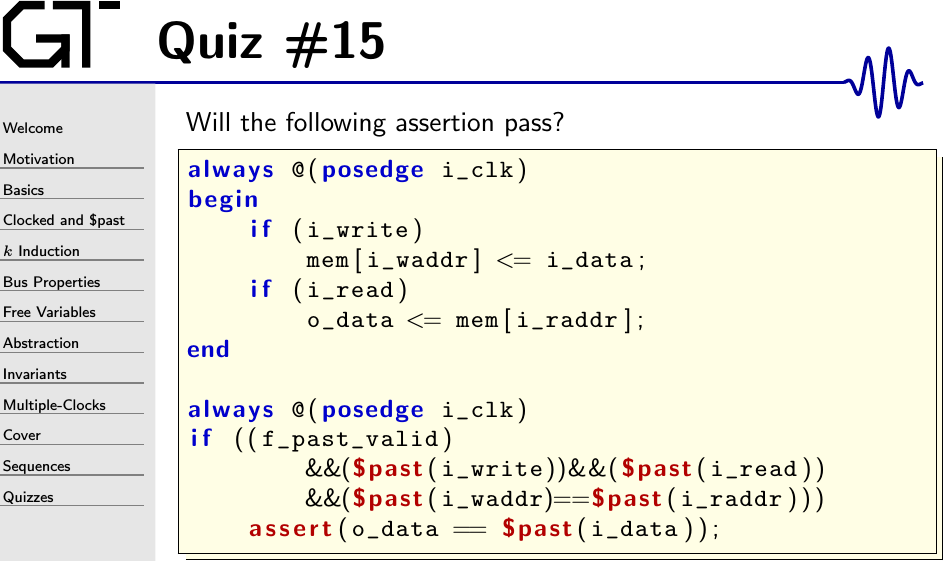 GT
Quiz #15
Welcome
Motivation
Basics
Clocked and $past
k Induction
Bus Properties
Free Variables
Abstraction
Invariants
Multiple-Clocks
Cover
Sequences
Quizzes
Will the following assertion pass?
always @(posedge i_clk)
begin
if (i_write)
mem[i_waddr] <= i_data;
if (i_read)
o_data <= mem[i_raddr];
end
always @(posedge i_clk)
if ((f_past_valid)
&&($past(i_write))&&($past(i_read))
&&($past(i_waddr)==$past(i_raddr)))
assert(o_data == $past(i_data));